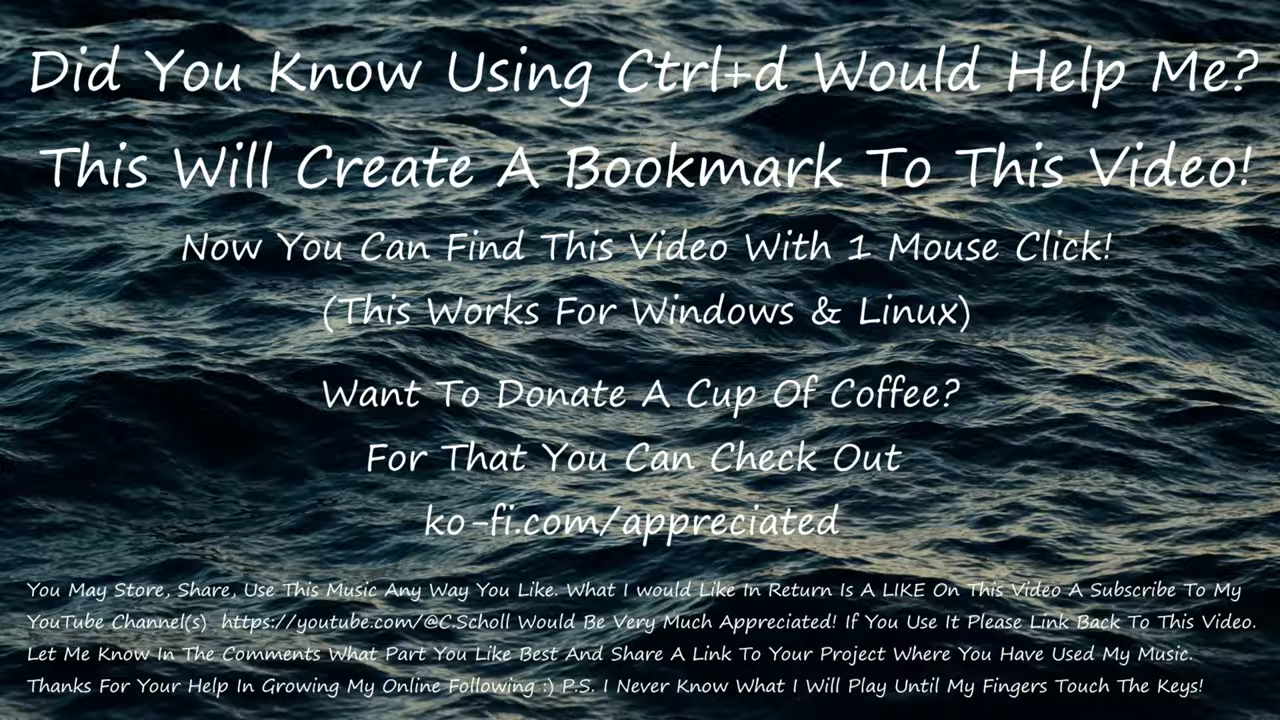 Did You Know Using Ctrl+d Would Help Me?
This Will Create A Bookmark To This Video!
Now You Can Find This Video With 1 Mouse Click!
(This Works For Windows & Linux)
Want To Donate A Cup Of Coffee?
For That You Can Check Out
ko-fi.com/appreciated
You May Store, Share, Use This Music Any Way You Like. What I would Like In Return Is A LIKE On This Video A Subscribe To My
YouTube Channel(s) https://youtube.com/@C.Scholl Would Be Very Much Appreciated! If You Use It Please Link Back To This Video.
Let Me Know In The Comments What Part You Like Best And Share A Link To Your Project Where You Have Used My Music.
Thanks For Your Help In Growing My Online Following :) P.S. I Never Know What I Will Play Until My Fingers Touch The Keys!